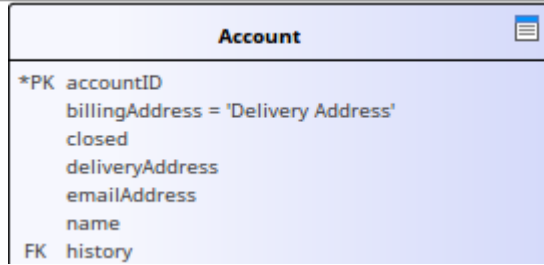 Account
*PK accountID
billingAddress = 'Delivery Address'
closed
deliveryAddress
emailAddress
name
FK history